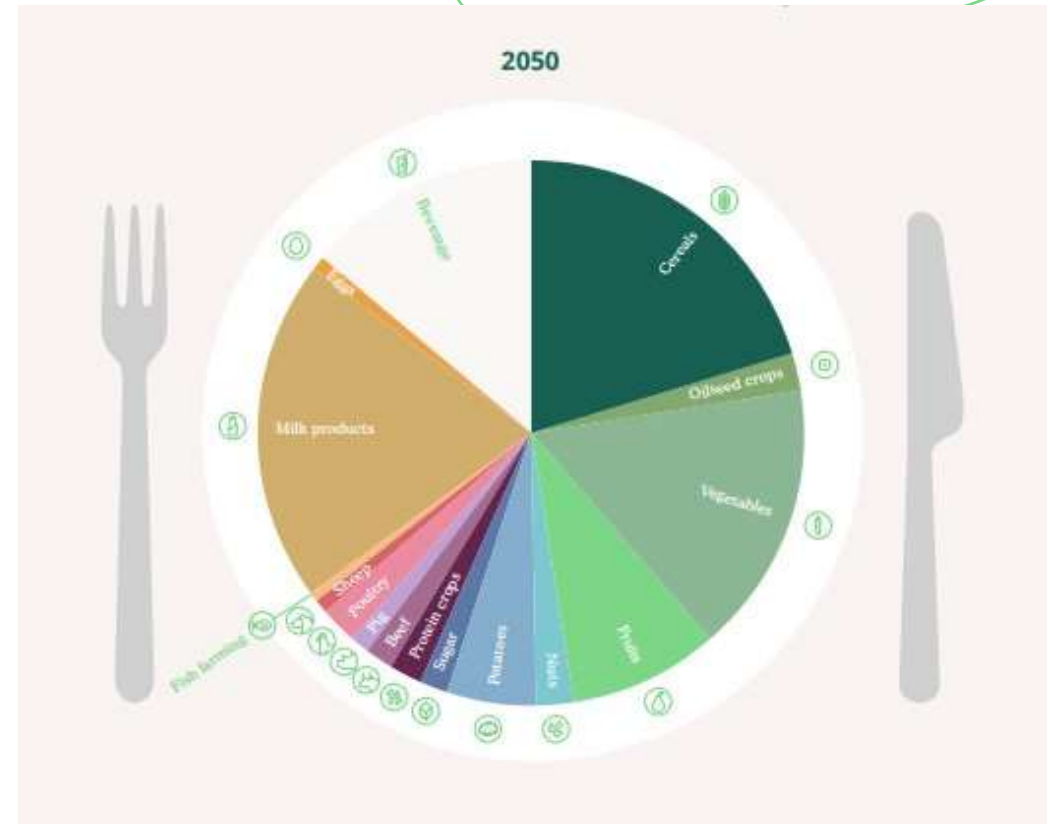 2050
Cereals
Oilseed crops
Vegetables
Fruits
Nuts
Potatoes
Sugar
Protein crops
Beef
Pig
Poultry
Sheep
Fish farming
Milk products
Eggs
Beverage